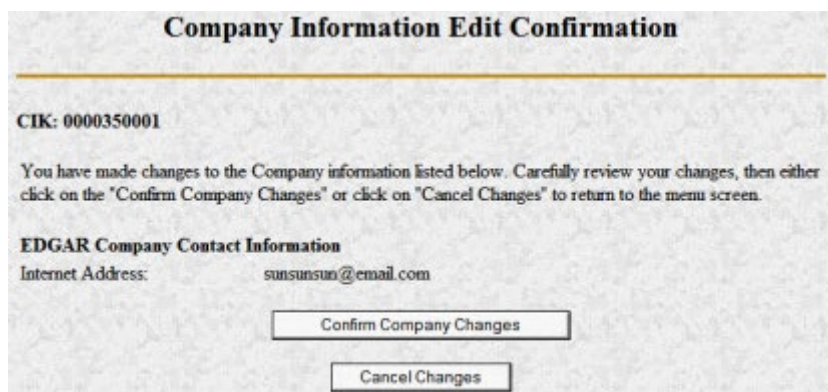 Company Information Edit Confirmation
CIK: 0000350001
You have made changes to the Company information listed below. Carefully review your changes, then either
click on the "Confirm Company Changes" or click on "Cancel Changes" to return to the menu screen.
EDGAR Company Contact Information
Internet Address: sunsunsun@email.com
Confirm Company Changes
Cancel Changes